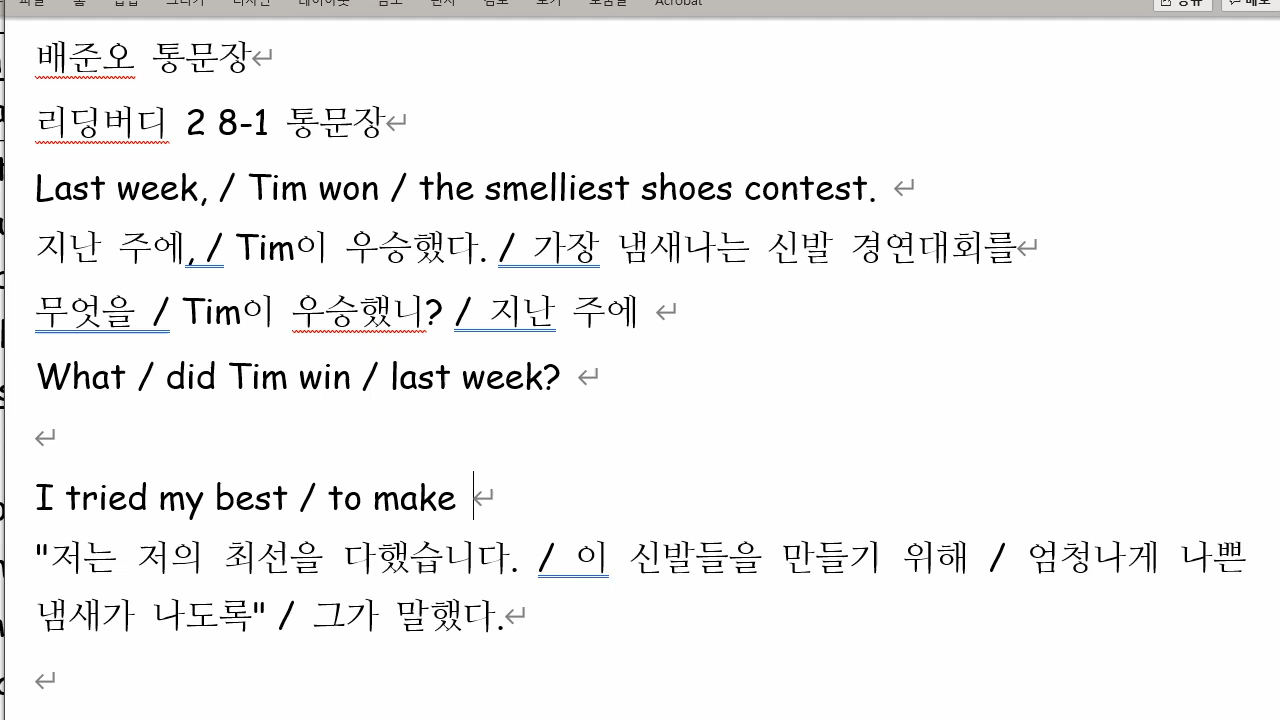 배준오 통문장
리딩버디 2 8-1 통문장
Last week, / Tim won / the smelliest shoes contest.
지난 주에, / Tim이 우승했다. / 가장 냄새나는 신발 경연대회를
무엇을 / Tim이 우승했니? / 지난 주에
What / did Tim win / last week?
I tried my best / to make
"저는 저의 최선을 다했습니다. / 이 신발들을 만들기 위해 / 엄청나게 나쁜
냄새가 나도록" / 그가 말했다.